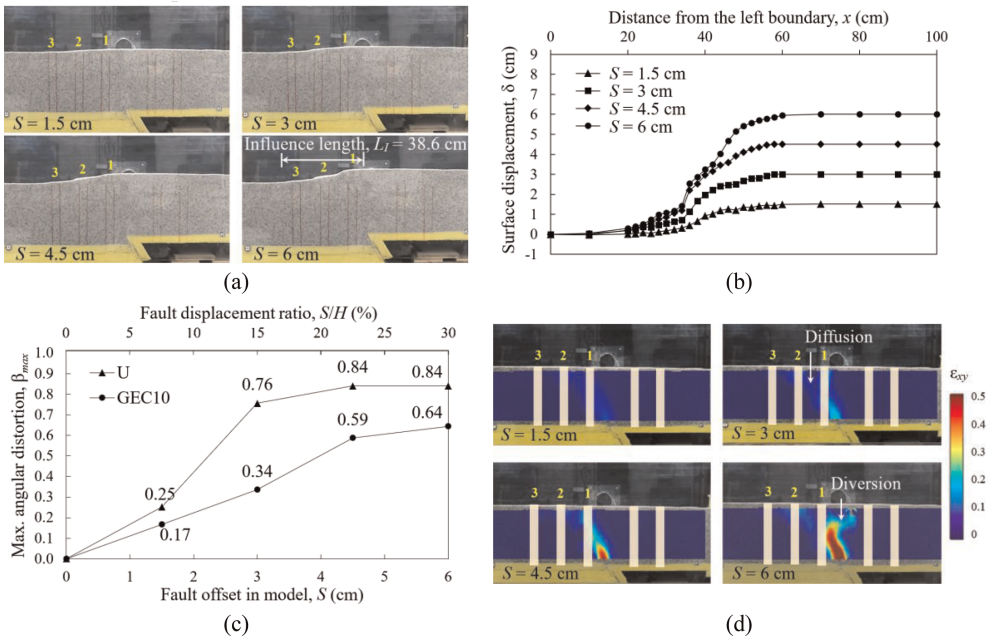 3 2 1
S = 1.5 cm
3 2 1
S = 3 cm
3 2 1
S = 4.5 cm
Influence length, L_I = 38.6 cm
3 2 1
S = 6 cm
(a)
Distance from the left boundary, x (cm)
0 20 40 60 80 100
Surface displacement, δ (cm)
9
8
7
6
5
4
3
2
1
0
-1
S = 1.5 cm
S = 3 cm
S = 4.5 cm
S = 6 cm
(b)
Fault displacement ratio, S/H (%)
0 5 10 15 20 25 30
Max. angular distortion, β_max
1.0
0.9
0.8
0.7
0.6
0.5
0.4
0.3
0.2
0.1
0.0
U
GEC10
0.25
0.76
0.84
0.84
0.17
0.34
0.59
0.64
0 1 2 3 4 5 6
Fault offset in model, S (cm)
(c)
3 2 1
S = 1.5 cm
Diffusion
3 2 1
S = 3 cm
3 2 1
S = 4.5 cm
Diversion
3 2 1
S = 6 cm
ε_xy
0.5
0.4
0.3
0.2
0.1
0
(d)